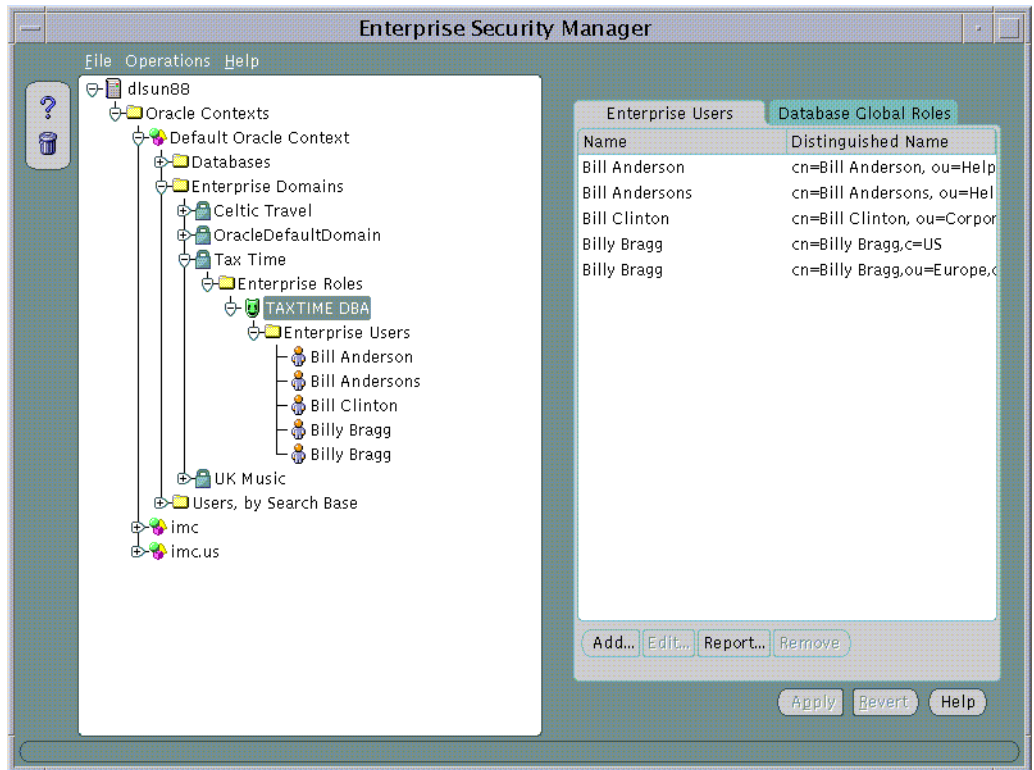 Enterprise Security Manager
File Operations Help
dlsun88
Oracle Contexts
Default Oracle Context
Databases
Enterprise Domains
Celtic Travel
OracleDefaultDomain
Tax Time
Enterprise Roles
TAXTIME DBA
Enterprise Users
Bill Anderson
Bill Andersons
Bill Clinton
Billy Bragg
Billy Bragg
UK Music
Users, by Search Base
imc
imc.us
Enterprise Users Database Global Roles
Name Distinguished Name
Bill Anderson cn=Bill Anderson, ou=Help
Bill Andersons cn=Bill Andersons, ou=Hel
Bill Clinton cn=Bill Clinton, ou=Corpor
Billy Bragg cn=Billy Bragg,c=US
Billy Bragg cn=Billy Bragg,ou=Europe,c
Add... Edit... Report... Remove
Apply Revert Help